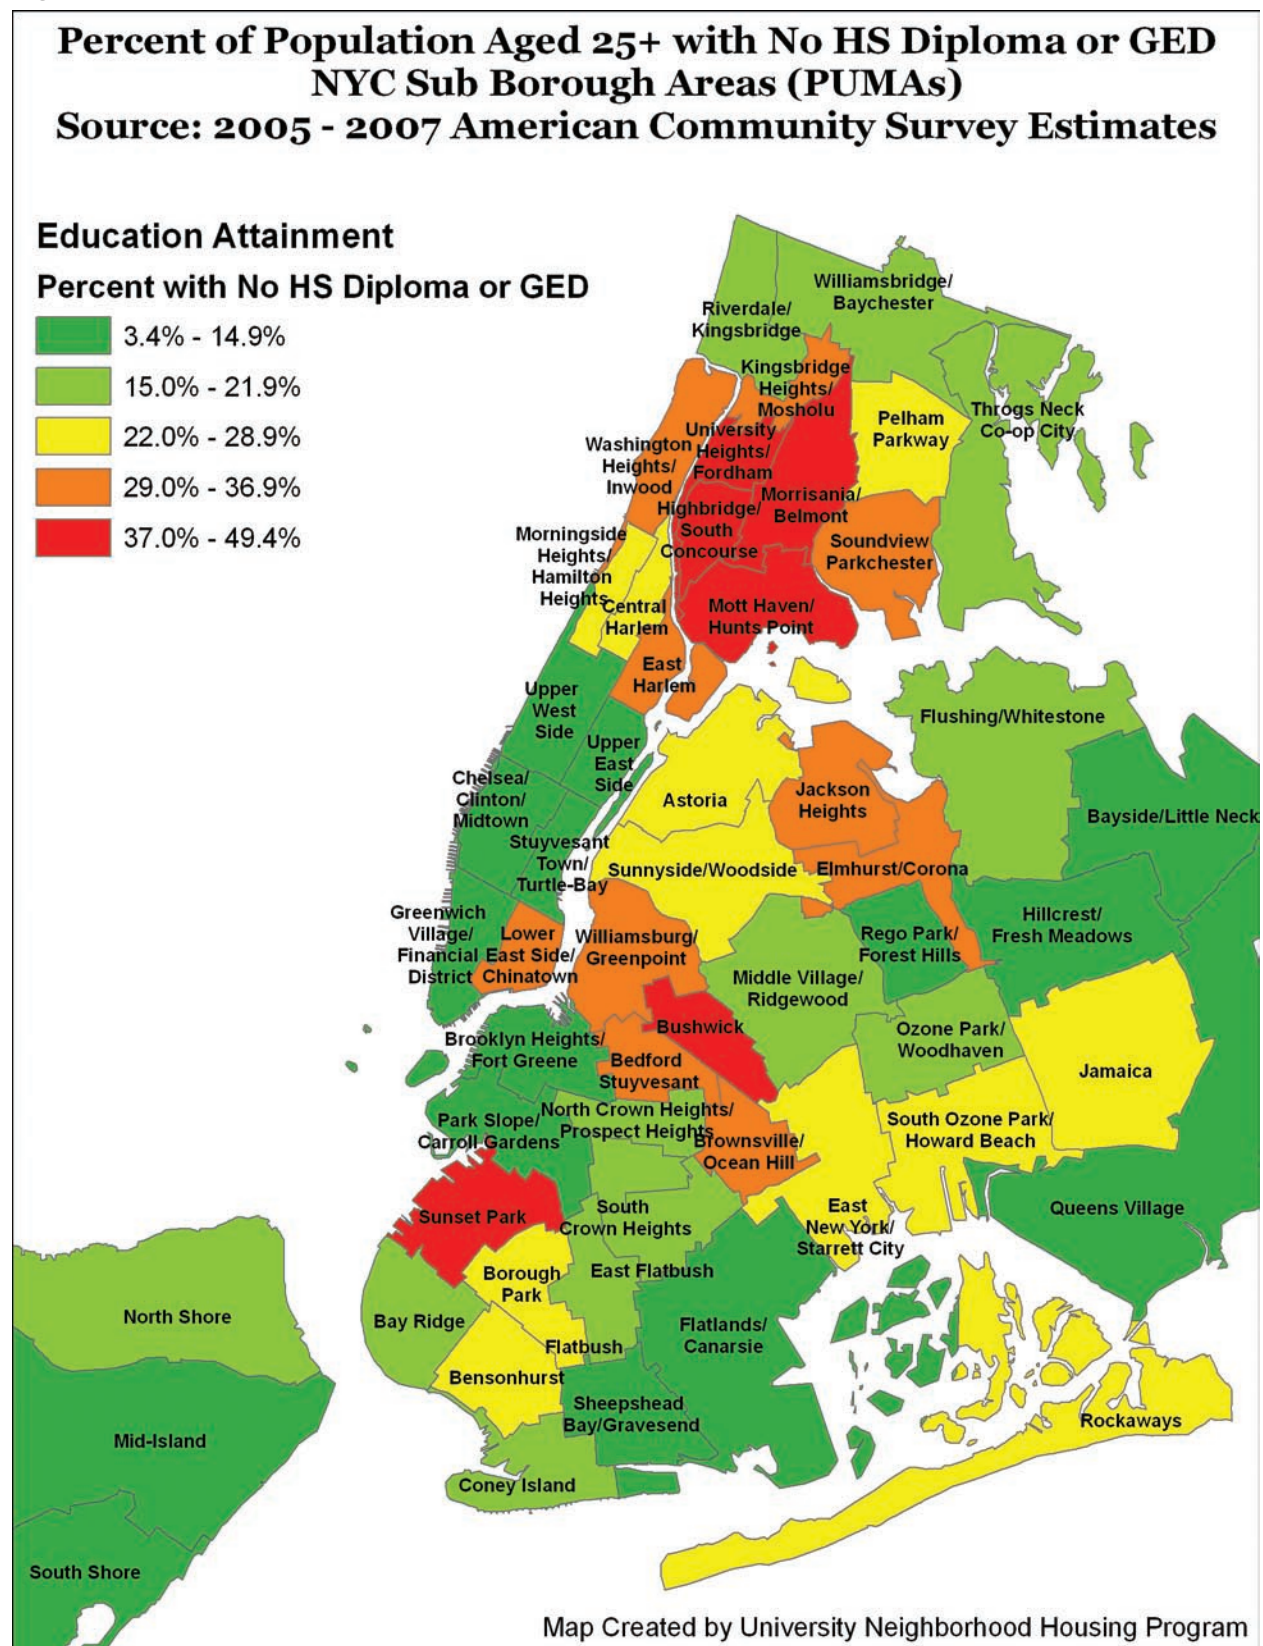 Percent of Population Aged 25+ with No HS Diploma or GED
NYC Sub Borough Areas (PUMAs)
Source: 2005 - 2007 American Community Survey Estimates
Education Attainment
Percent with No HS Diploma or GED
3.4% - 14.9%
15.0% - 21.9%
22.0% - 28.9%
29.0% - 36.9%
37.0% - 49.4%
Williamsbridge/
Baychester
Riverdale/
Kingsbridge
Kingsbridge
Heights/
Mosholu
Throgs Neck
Co-op City
Pelham
Parkway
University
Heights/
Fordham
Washington
Heights/
Inwood
Morrisania/
Belmont
Highbridge/
South
Concourse
Soundview
Parkchester
Morningside
Heights/
Hamilton
Heights
Central
Harlem
Mott Haven/
Hunts Point
East
Harlem
Upper
West
Side
Upper
East
Side
Flushing/Whitestone
Chelsea/
Clinton/
Midtown
Astoria
Jackson
Heights
Bayside/Little Neck
Stuyvesant
Town/
Turtle-Bay
Sunnyside/Woodside
Elmhurst/Corona
Greenwich
Village/
Financial
District
Lower
East Side/
Chinatown
Williamsburg/
Greenpoint
Rego Park/
Forest Hills
Hillcrest/
Fresh Meadows
Middle Village/
Ridgewood
Bushwick
Ozone Park/
Woodhaven
Brooklyn Heights/
Fort Greene
Bedford
Stuyvesant
Jamaica
Park Slope/
Carroll Gardens
North Crown Heights/
Prospect Heights
Brownsville/
Ocean Hill
South Ozone Park/
Howard Beach
Sunset Park
South
Crown Heights
East
New York/
Starrett City
Queens Village
Borough
Park
East Flatbush
North Shore
Bay Ridge
Flatbush
Flatlands/
Canarsie
Bensonhurst
Sheepshead
Bay/Gravesend
Rockaways
Mid-Island
Coney Island
South Shore
Map Created by University Neighborhood Housing Program